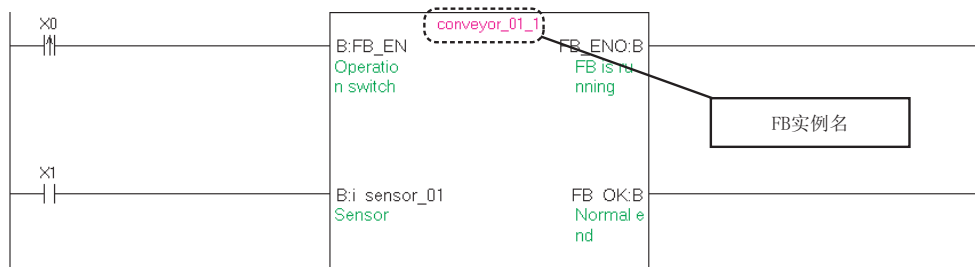 X0
conveyor_01_1
B:FB_EN
FB_ENO:B
Operatio
n switch
FB is ru
nning
FB实例名
X1
B:i_sensor_01
FB_OK:B
Sensor
Normal e
nd